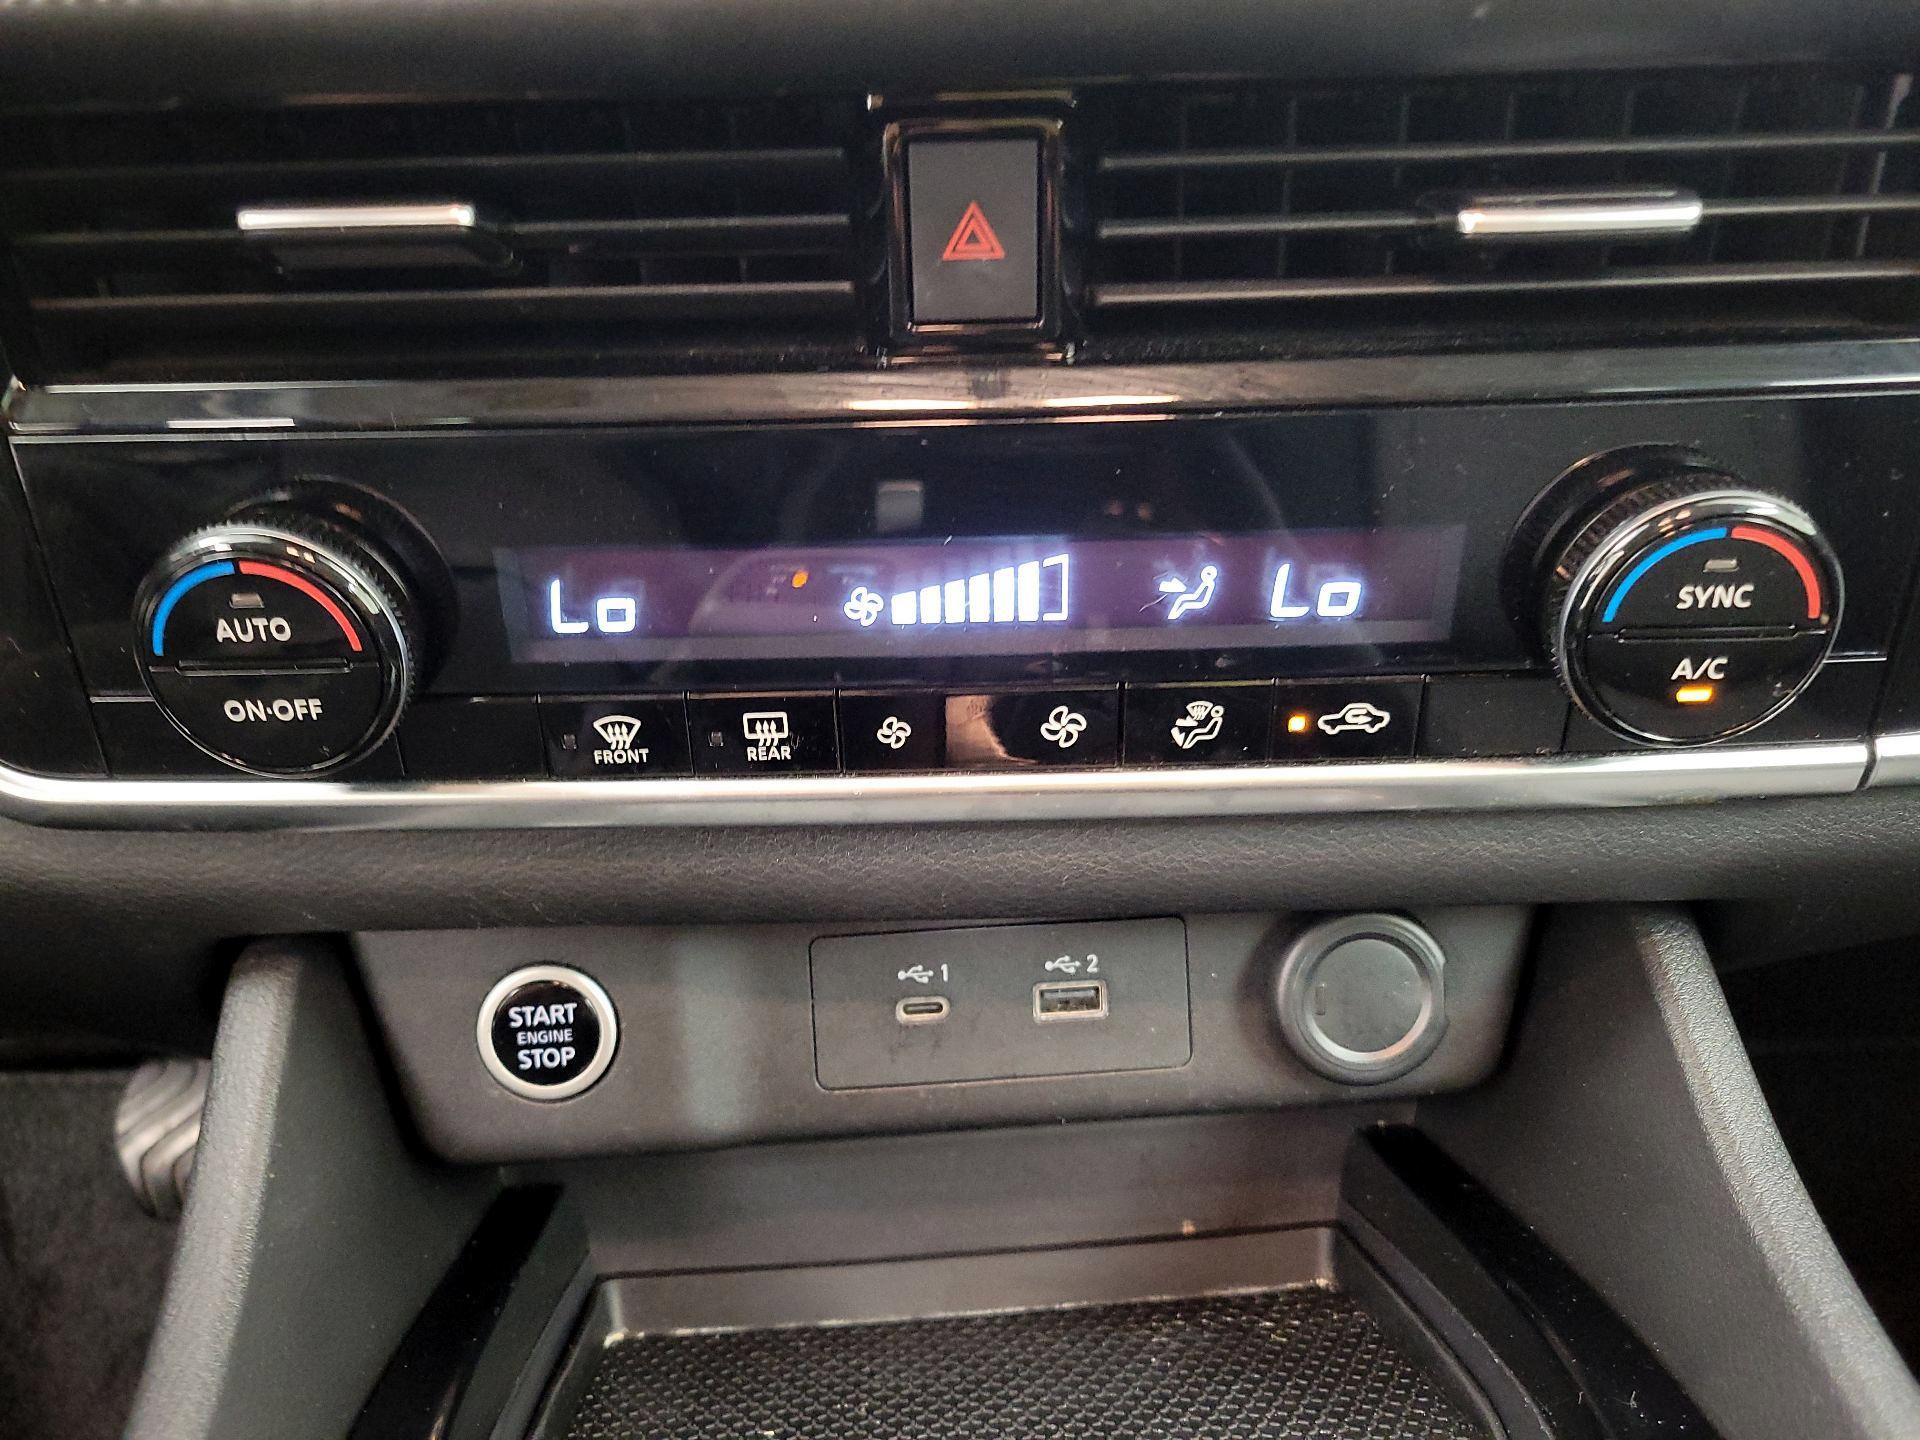 Lo
Lo
AUTO
ON·OFF
SYNC
A/C
FRONT
REAR
START
ENGINE
STOP
1
2